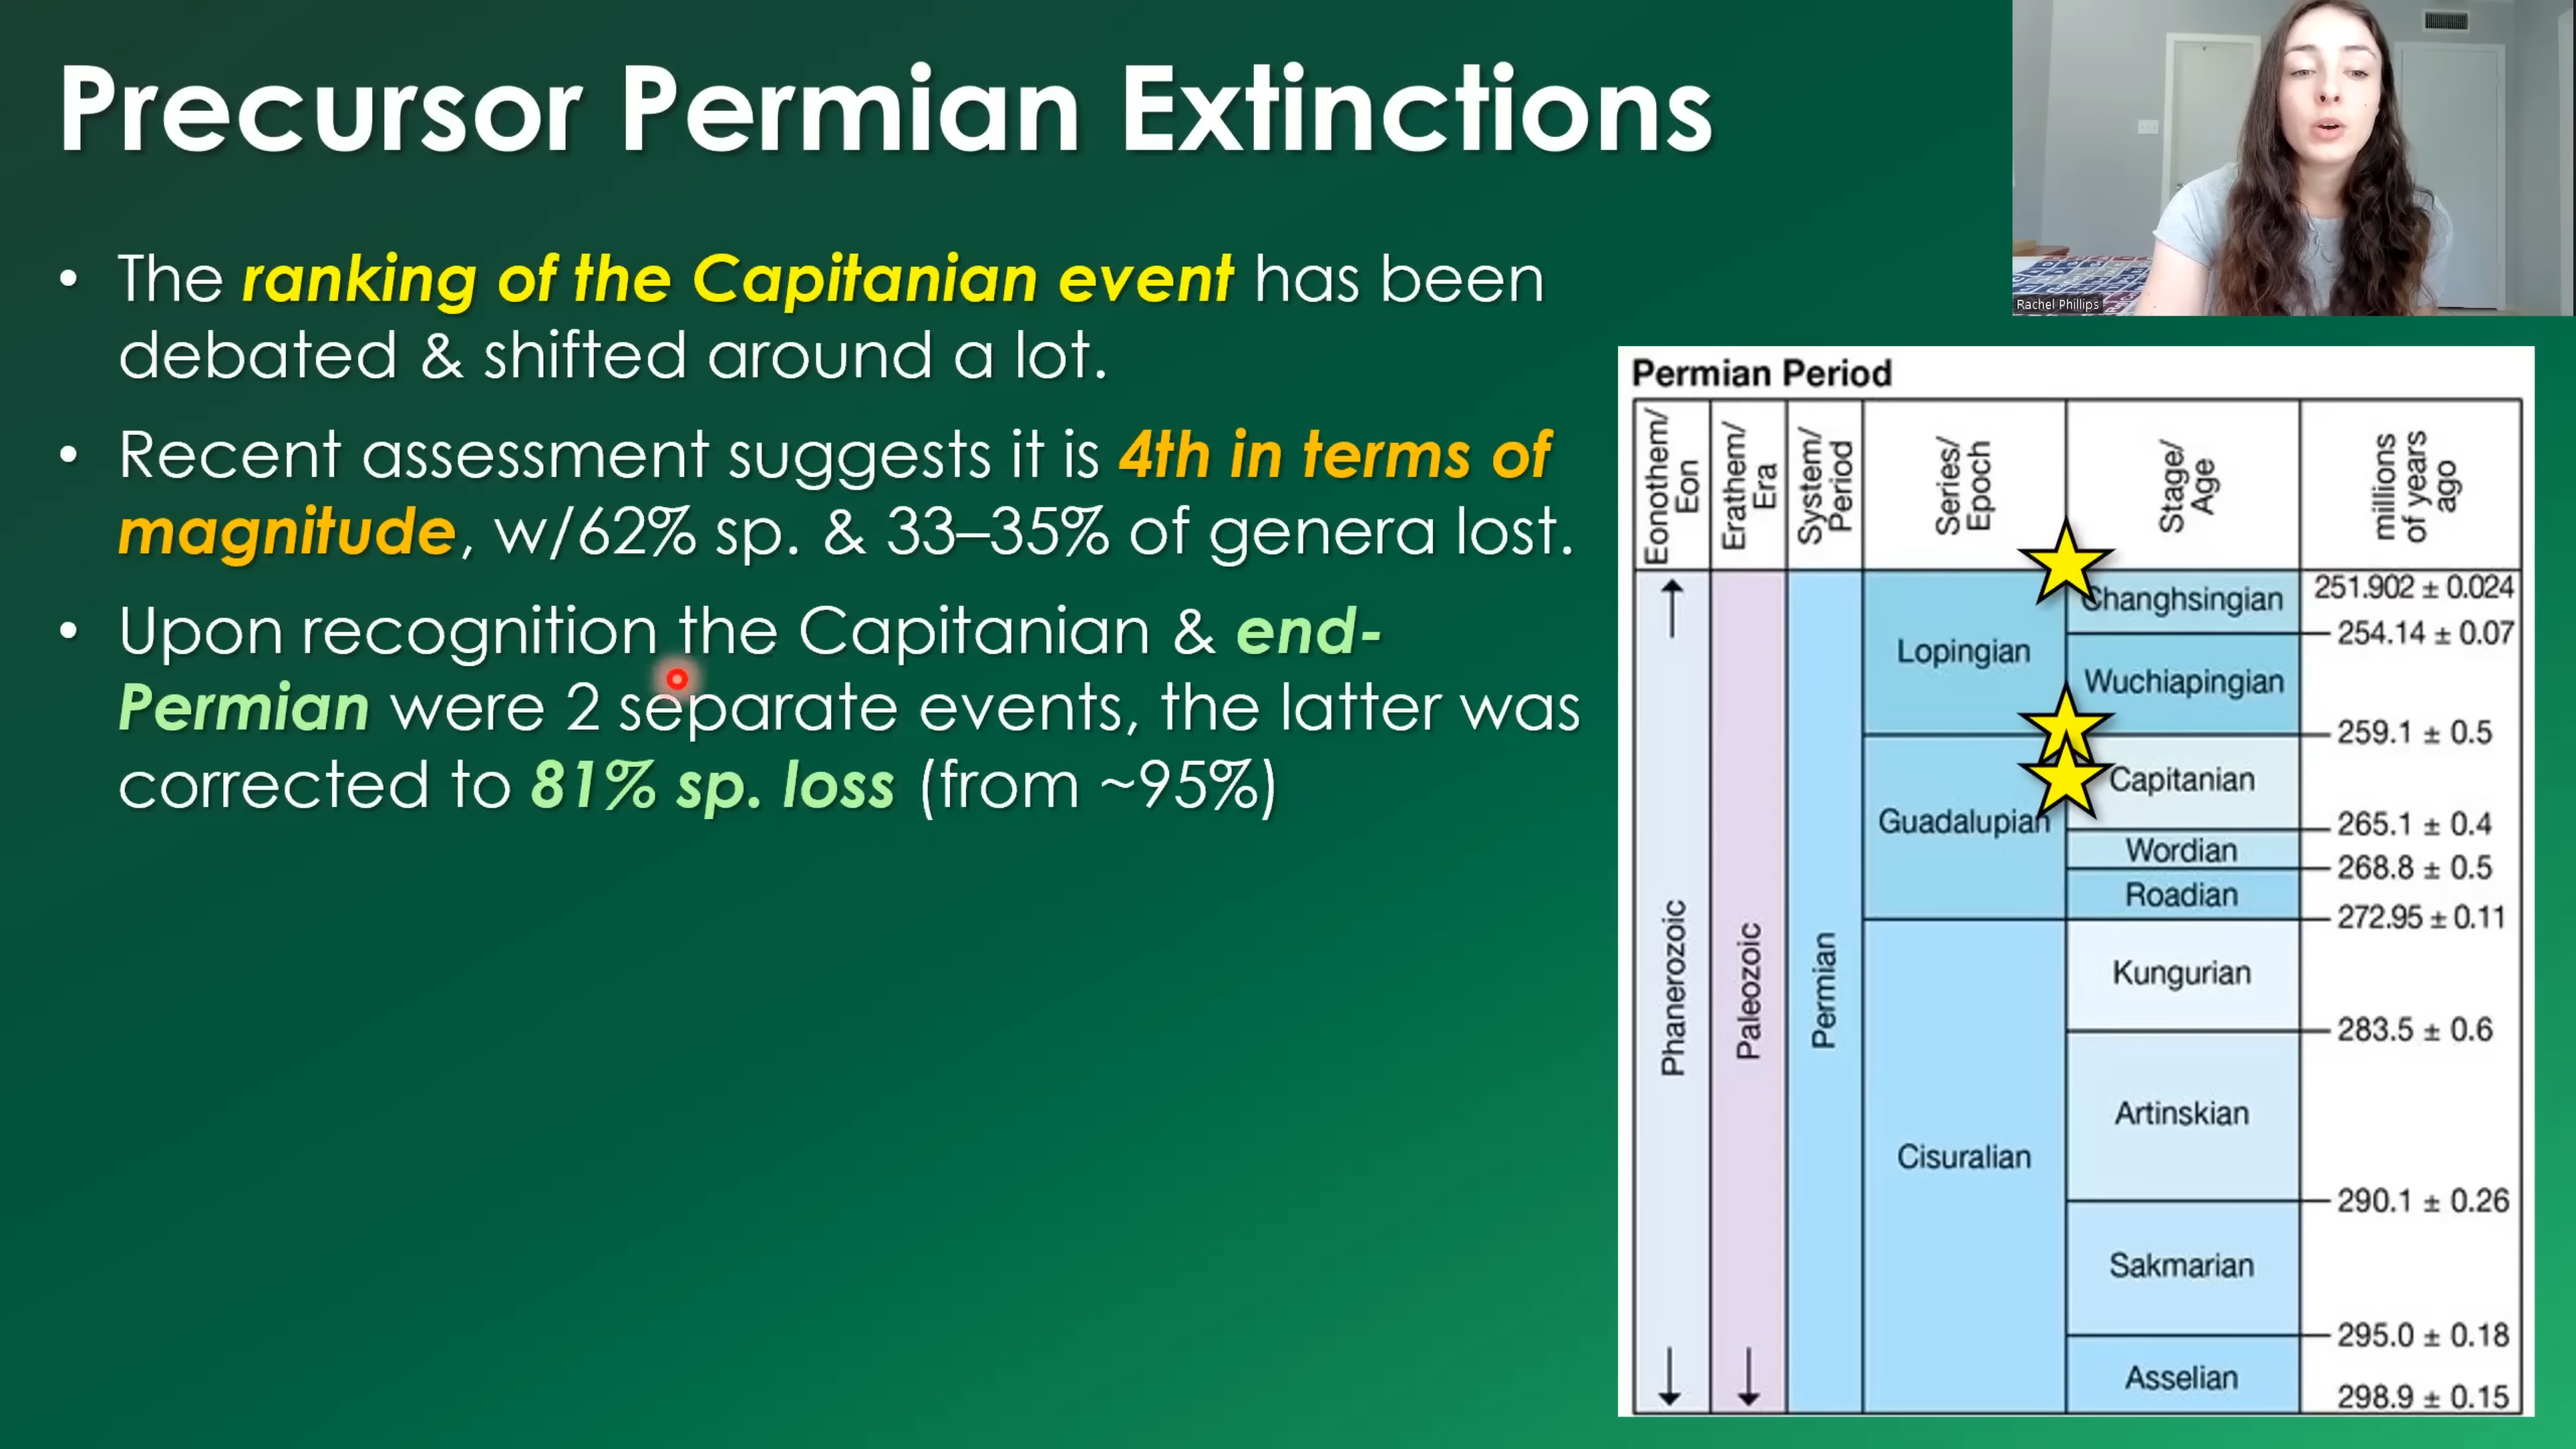 Precursor Permian Extinctions
• The ranking of the Capitanian event has been
debated & shifted around a lot.
• Recent assessment suggests it is 4th in terms of
magnitude, w/62% sp. & 33–35% of genera lost.
• Upon recognition the Capitanian & end-
Permian were 2 separate events, the latter was
corrected to 81% sp. loss (from ~95%)
Rachel Phillips
Permian Period
Eonothem/
Eon
Erathem/
Era
System/
Period
Series/
Epoch
Stage/
Age
millions
of years
ago
Phanerozoic
Paleozoic
Permian
Lopingian
Guadalupian
Cisuralian
Changhsingian
Wuchiapingian
Capitanian
Wordian
Roadian
Kungurian
Artinskian
Sakmarian
Asselian
251.902 ± 0.024
254.14 ± 0.07
259.1 ± 0.5
265.1 ± 0.4
268.8 ± 0.5
272.95 ± 0.11
283.5 ± 0.6
290.1 ± 0.26
295.0 ± 0.18
298.9 ± 0.15